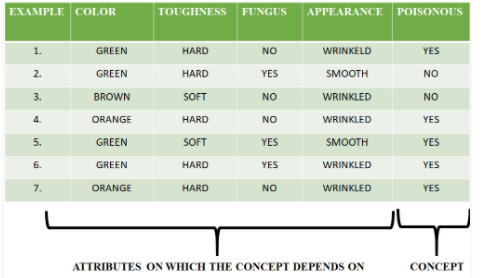 EXAMPLE COLOR TOUGHNESS FUNGUS APPEARANCE POISONOUS
1. GREEN HARD NO WRINKELD YES
2. GREEN HARD YES SMOOTH NO
3. BROWN SOFT NO WRINKLED NO
4. ORANGE HARD NO WRINKLED YES
5. GREEN SOFT YES SMOOTH YES
6. GREEN HARD YES WRINKLED YES
7. ORANGE HARD NO WRINKLED YES
ATTRIBUTES ON WHICH THE CONCEPT DEPENDS ON CONCEPT